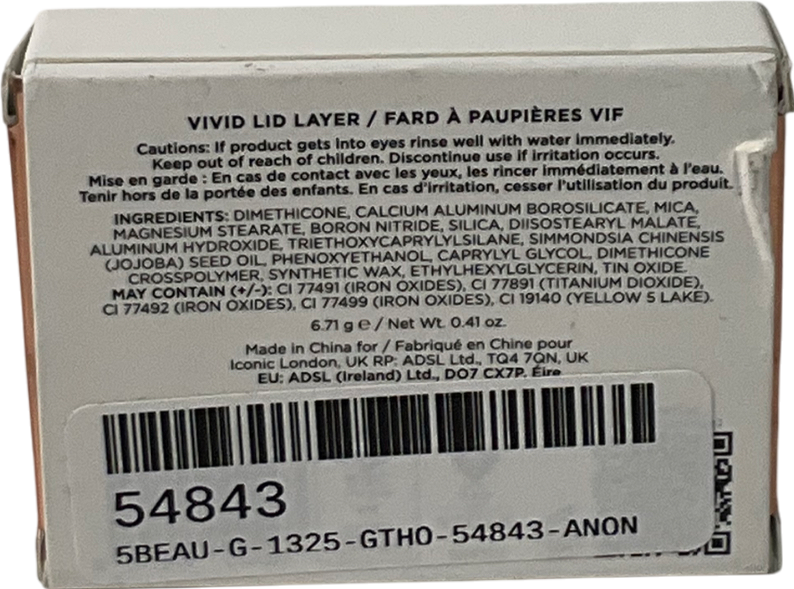 VIVID LID LAYER / FARD À PAUPIÈRES VIF
Cautions: If product gets into eyes rinse well with water immediately.
Keep out of reach of children. Discontinue use if irritation occurs.
Mise en garde : En cas de contact avec les yeux, les rincer immédiatement à l'eau.
Tenir hors de la portée des enfants. En cas d'irritation, cesser l'utilisation du produit.
INGREDIENTS: DIMETHICONE, CALCIUM ALUMINUM BOROSILICATE, MICA,
MAGNESIUM STEARATE, BORON NITRIDE, SILICA, DIISOSTEARYL MALATE,
ALUMINUM HYDROXIDE, TRIETHOXYCAPRYLYLSILANE, SIMMONDSIA CHINENSIS
(JOJOBA) SEED OIL, PHENOXYETHANOL, CAPRYLYL GLYCOL, DIMETHICONE
CROSSPOLYMER, SYNTHETIC WAX, ETHYLHEXYLGLYCERIN, TIN OXIDE.
MAY CONTAIN (+/-): CI 77491 (IRON OXIDES), CI 77891 (TITANIUM DIOXIDE),
CI 77492 (IRON OXIDES), CI 77499 (IRON OXIDES), CI 19140 (YELLOW 5 LAKE).
6.71 g e / Net Wt. 0.41 oz.
Made in China for / Fabriqué en Chine pour
Iconic London, UK RP: ADSL Ltd., TQ4 7QN, UK
EU: ADSL (Ireland) Ltd., DO7 CX7P. Éire
54843
5BEAU-G-1325-GTHO-54843-ANON